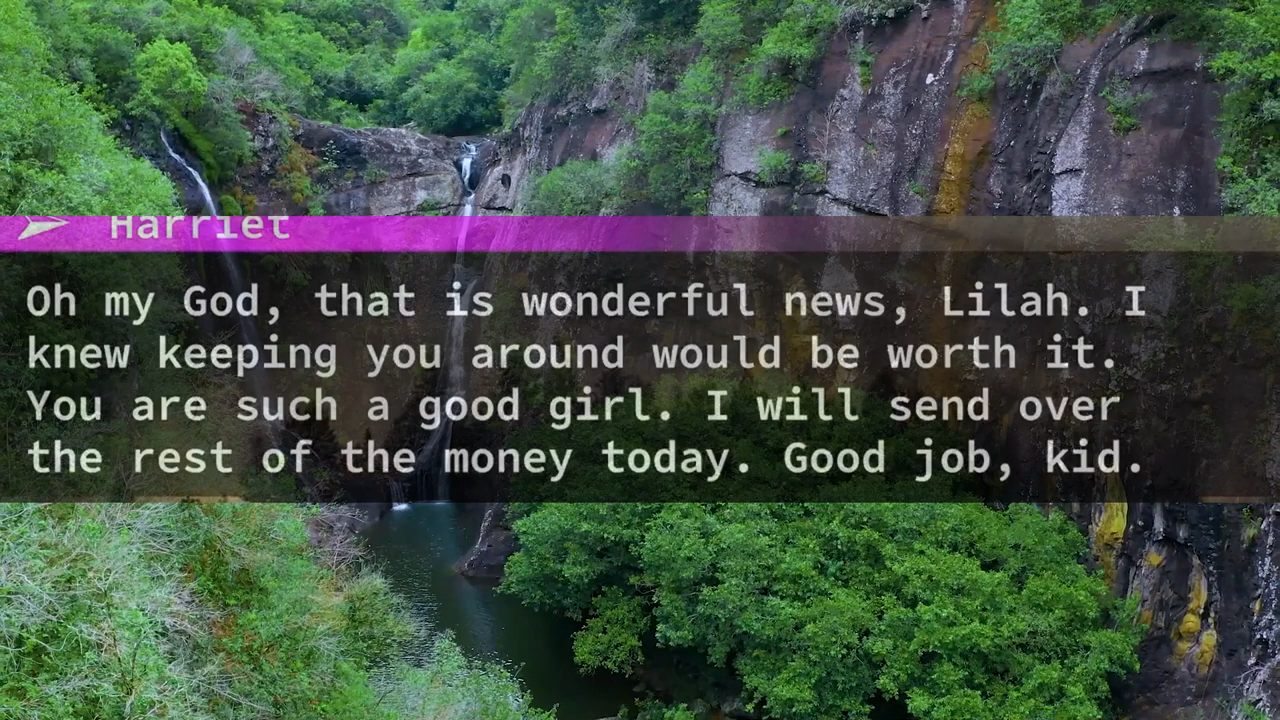 Harriet
Oh my God, that is wonderful news, Lilah. I
knew keeping you around would be worth it.
You are such a good girl. I will send over
the rest of the money today. Good job, kid.